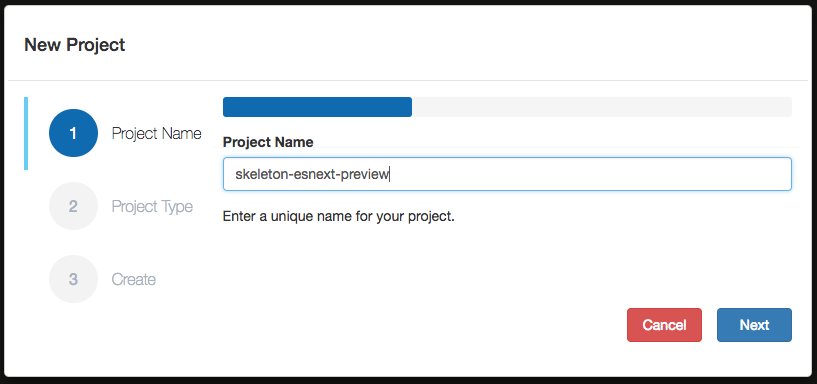 New Project
1 Project Name
2 Project Type
3 Create
Project Name
skeleton-esnext-preview
Enter a unique name for your project.
Cancel Next